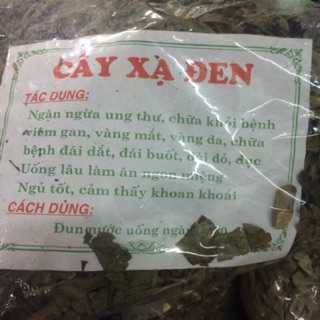 CÂY XẠ ĐEN
TÁC DỤNG:
Ngận ngừa ung thư, chữa khỏi bệnh
viêm gan, vàng mắt, vàng da, chữa
bệnh đái dắt, đái buốt, đái đỏ, đục
Uống lâu làm ăn ngon miệng
Ngủ tốt, cảm thấy khoan khoái
CÁCH DÙNG:
Đun nước uống